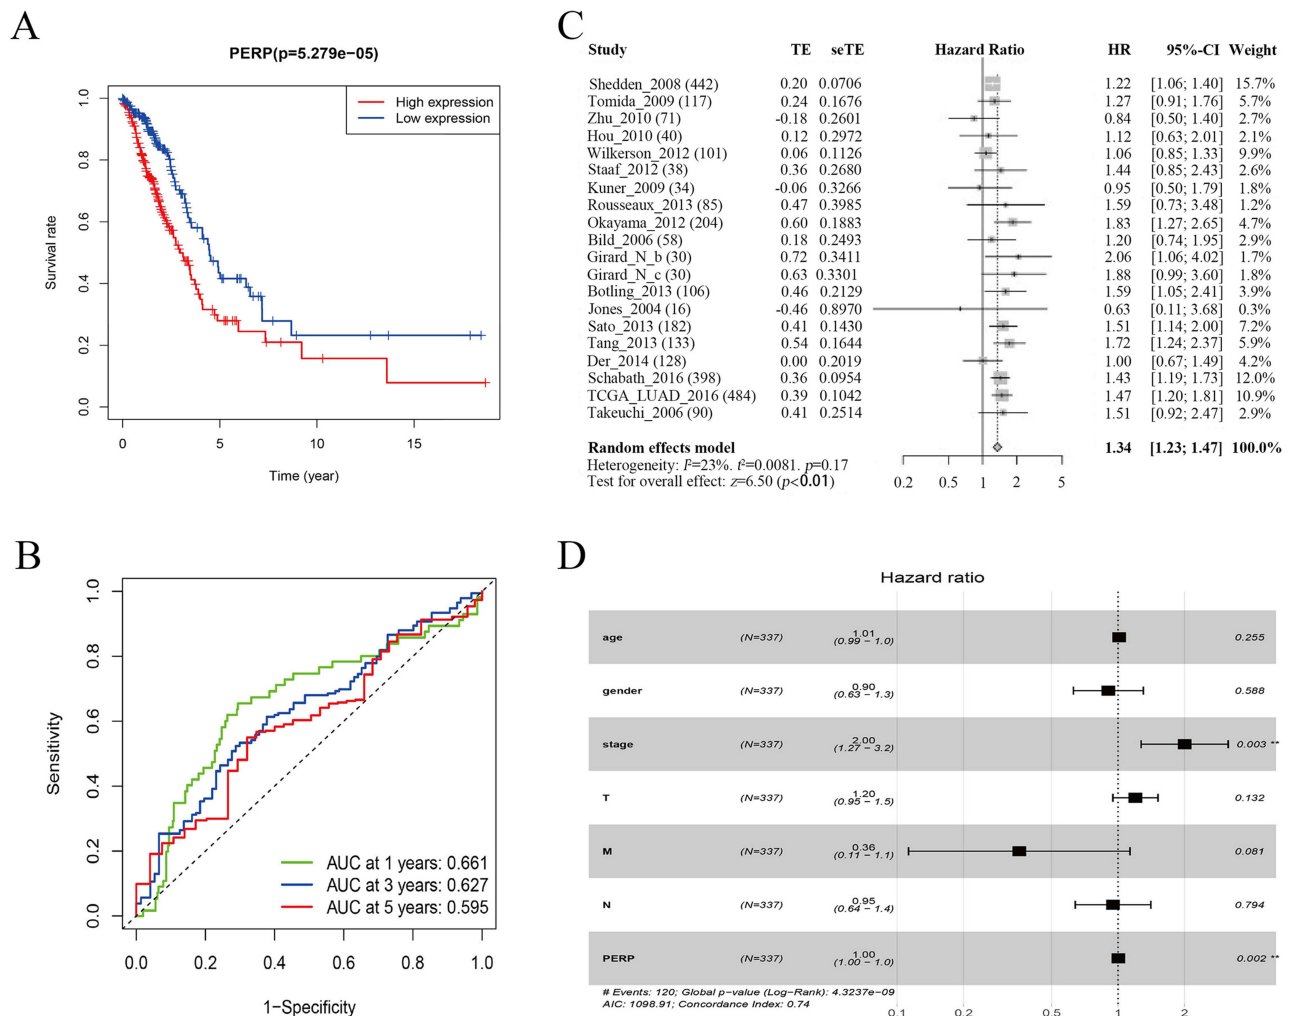 A
PERP(p=5.279e−05)
High expression
Low expression
Survival rate
0.0
0.2
0.4
0.6
0.8
1.0
0 5 10 15
Time (year)
B
Sensitivity
0.0
0.2
0.4
0.6
0.8
1.0
AUC at 1 years: 0.661
AUC at 3 years: 0.627
AUC at 5 years: 0.595
0.0 0.2 0.4 0.6 0.8 1.0
1−Specificity
C
Study TE seTE Hazard Ratio HR 95%-CI Weight
Shedden_2008 (442) 0.20 0.0706 1.22 [1.06; 1.40] 15.7%
Tomida_2009 (117) 0.24 0.1676 1.27 [0.91; 1.76] 5.7%
Zhu_2010 (71) -0.18 0.2601 0.84 [0.50; 1.40] 2.7%
Hou_2010 (40) 0.12 0.2972 1.12 [0.63; 2.01] 2.1%
Wilkerson_2012 (101) 0.06 0.1126 1.06 [0.85; 1.33] 9.9%
Staaf_2012 (38) 0.36 0.2680 1.44 [0.85; 2.43] 2.6%
Kuner_2009 (34) -0.06 0.3266 0.95 [0.50; 1.79] 1.8%
Rousseaux_2013 (85) 0.47 0.3985 1.59 [0.73; 3.48] 1.2%
Okayama_2012 (204) 0.60 0.1883 1.83 [1.27; 2.65] 4.7%
Bild_2006 (58) 0.18 0.2493 1.20 [0.74; 1.95] 2.9%
Girard_N_b (30) 0.72 0.3411 2.06 [1.06; 4.02] 1.7%
Girard_N_c (30) 0.63 0.3301 1.88 [0.99; 3.60] 1.8%
Botling_2013 (106) 0.46 0.2129 1.59 [1.05; 2.41] 3.9%
Jones_2004 (16) -0.46 0.8970 0.63 [0.11; 3.68] 0.3%
Sato_2013 (182) 0.41 0.1430 1.51 [1.14; 2.00] 7.2%
Tang_2013 (133) 0.54 0.1644 1.72 [1.24; 2.37] 5.9%
Der_2014 (128) 0.00 0.2019 1.00 [0.67; 1.49] 4.2%
Schabath_2016 (398) 0.36 0.0954 1.43 [1.19; 1.73] 12.0%
TCGA_LUAD_2016 (484) 0.39 0.1042 1.47 [1.20; 1.81] 10.9%
Takeuchi_2006 (90) 0.41 0.2514 1.51 [0.92; 2.47] 2.9%
Random effects model 1.34 [1.23; 1.47] 100.0%
Heterogeneity: I²=23%. t²=0.0081. p=0.17
Test for overall effect: z=6.50 (p<0.01)
0.2 0.5 1 2 5
D
Hazard ratio
age (N=337) 1.01 (0.99 − 1.0) 0.255
gender (N=337) 0.90 (0.63 − 1.3) 0.588
stage (N=337) 2.00 (1.27 − 3.2) 0.003 **
T (N=337) 1.20 (0.95 − 1.5) 0.132
M (N=337) 0.36 (0.11 − 1.1) 0.081
N (N=337) 0.95 (0.64 − 1.4) 0.794
PERP (N=337) 1.00 (1.00 − 1.0) 0.002 **
# Events: 120; Global p−value (Log−Rank): 4.3237e−09
AIC: 1098.91; Concordance Index: 0.74
0.1 0.2 0.5 1 2